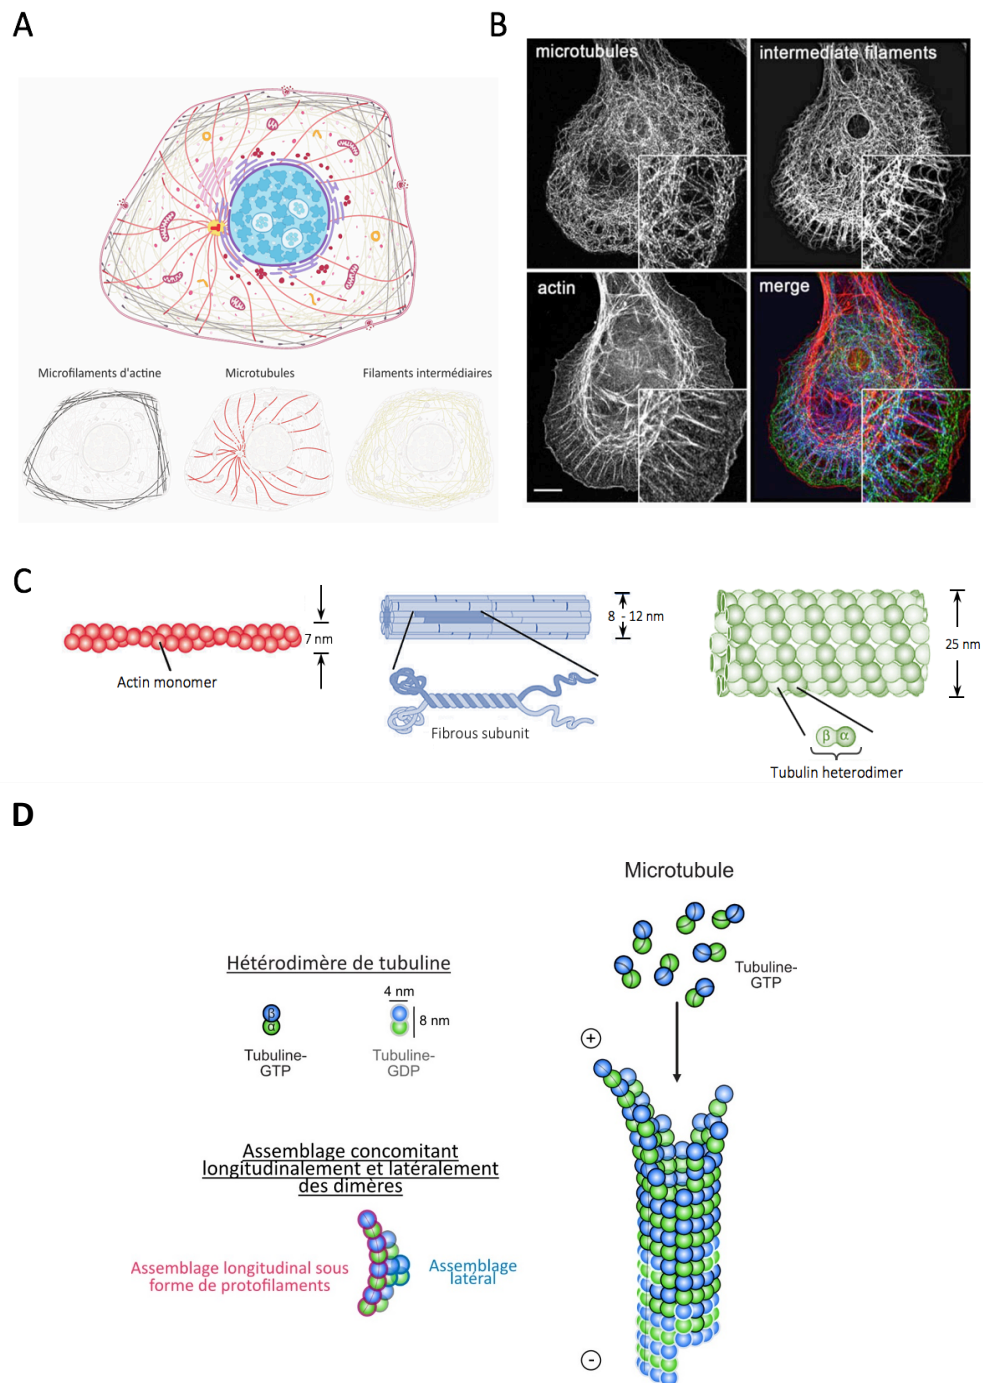 A
B
microtubules
intermediate filaments
actin
merge
Microfilaments d'actine
Microtubules
Filaments intermédiaires
C
7 nm
Actin monomer
8 - 12 nm
Fibrous subunit
25 nm
β α
Tubulin heterodimer
D
Microtubule
Hétérodimère de tubuline
4 nm
8 nm
β
α
Tubuline-
GTP
Tubuline-
GDP
Tubuline-
GTP
+
Assemblage concomitant
longitudinalement et latéralement
des dimères
Assemblage longitudinal sous
forme de protofilaments
Assemblage
latéral
-